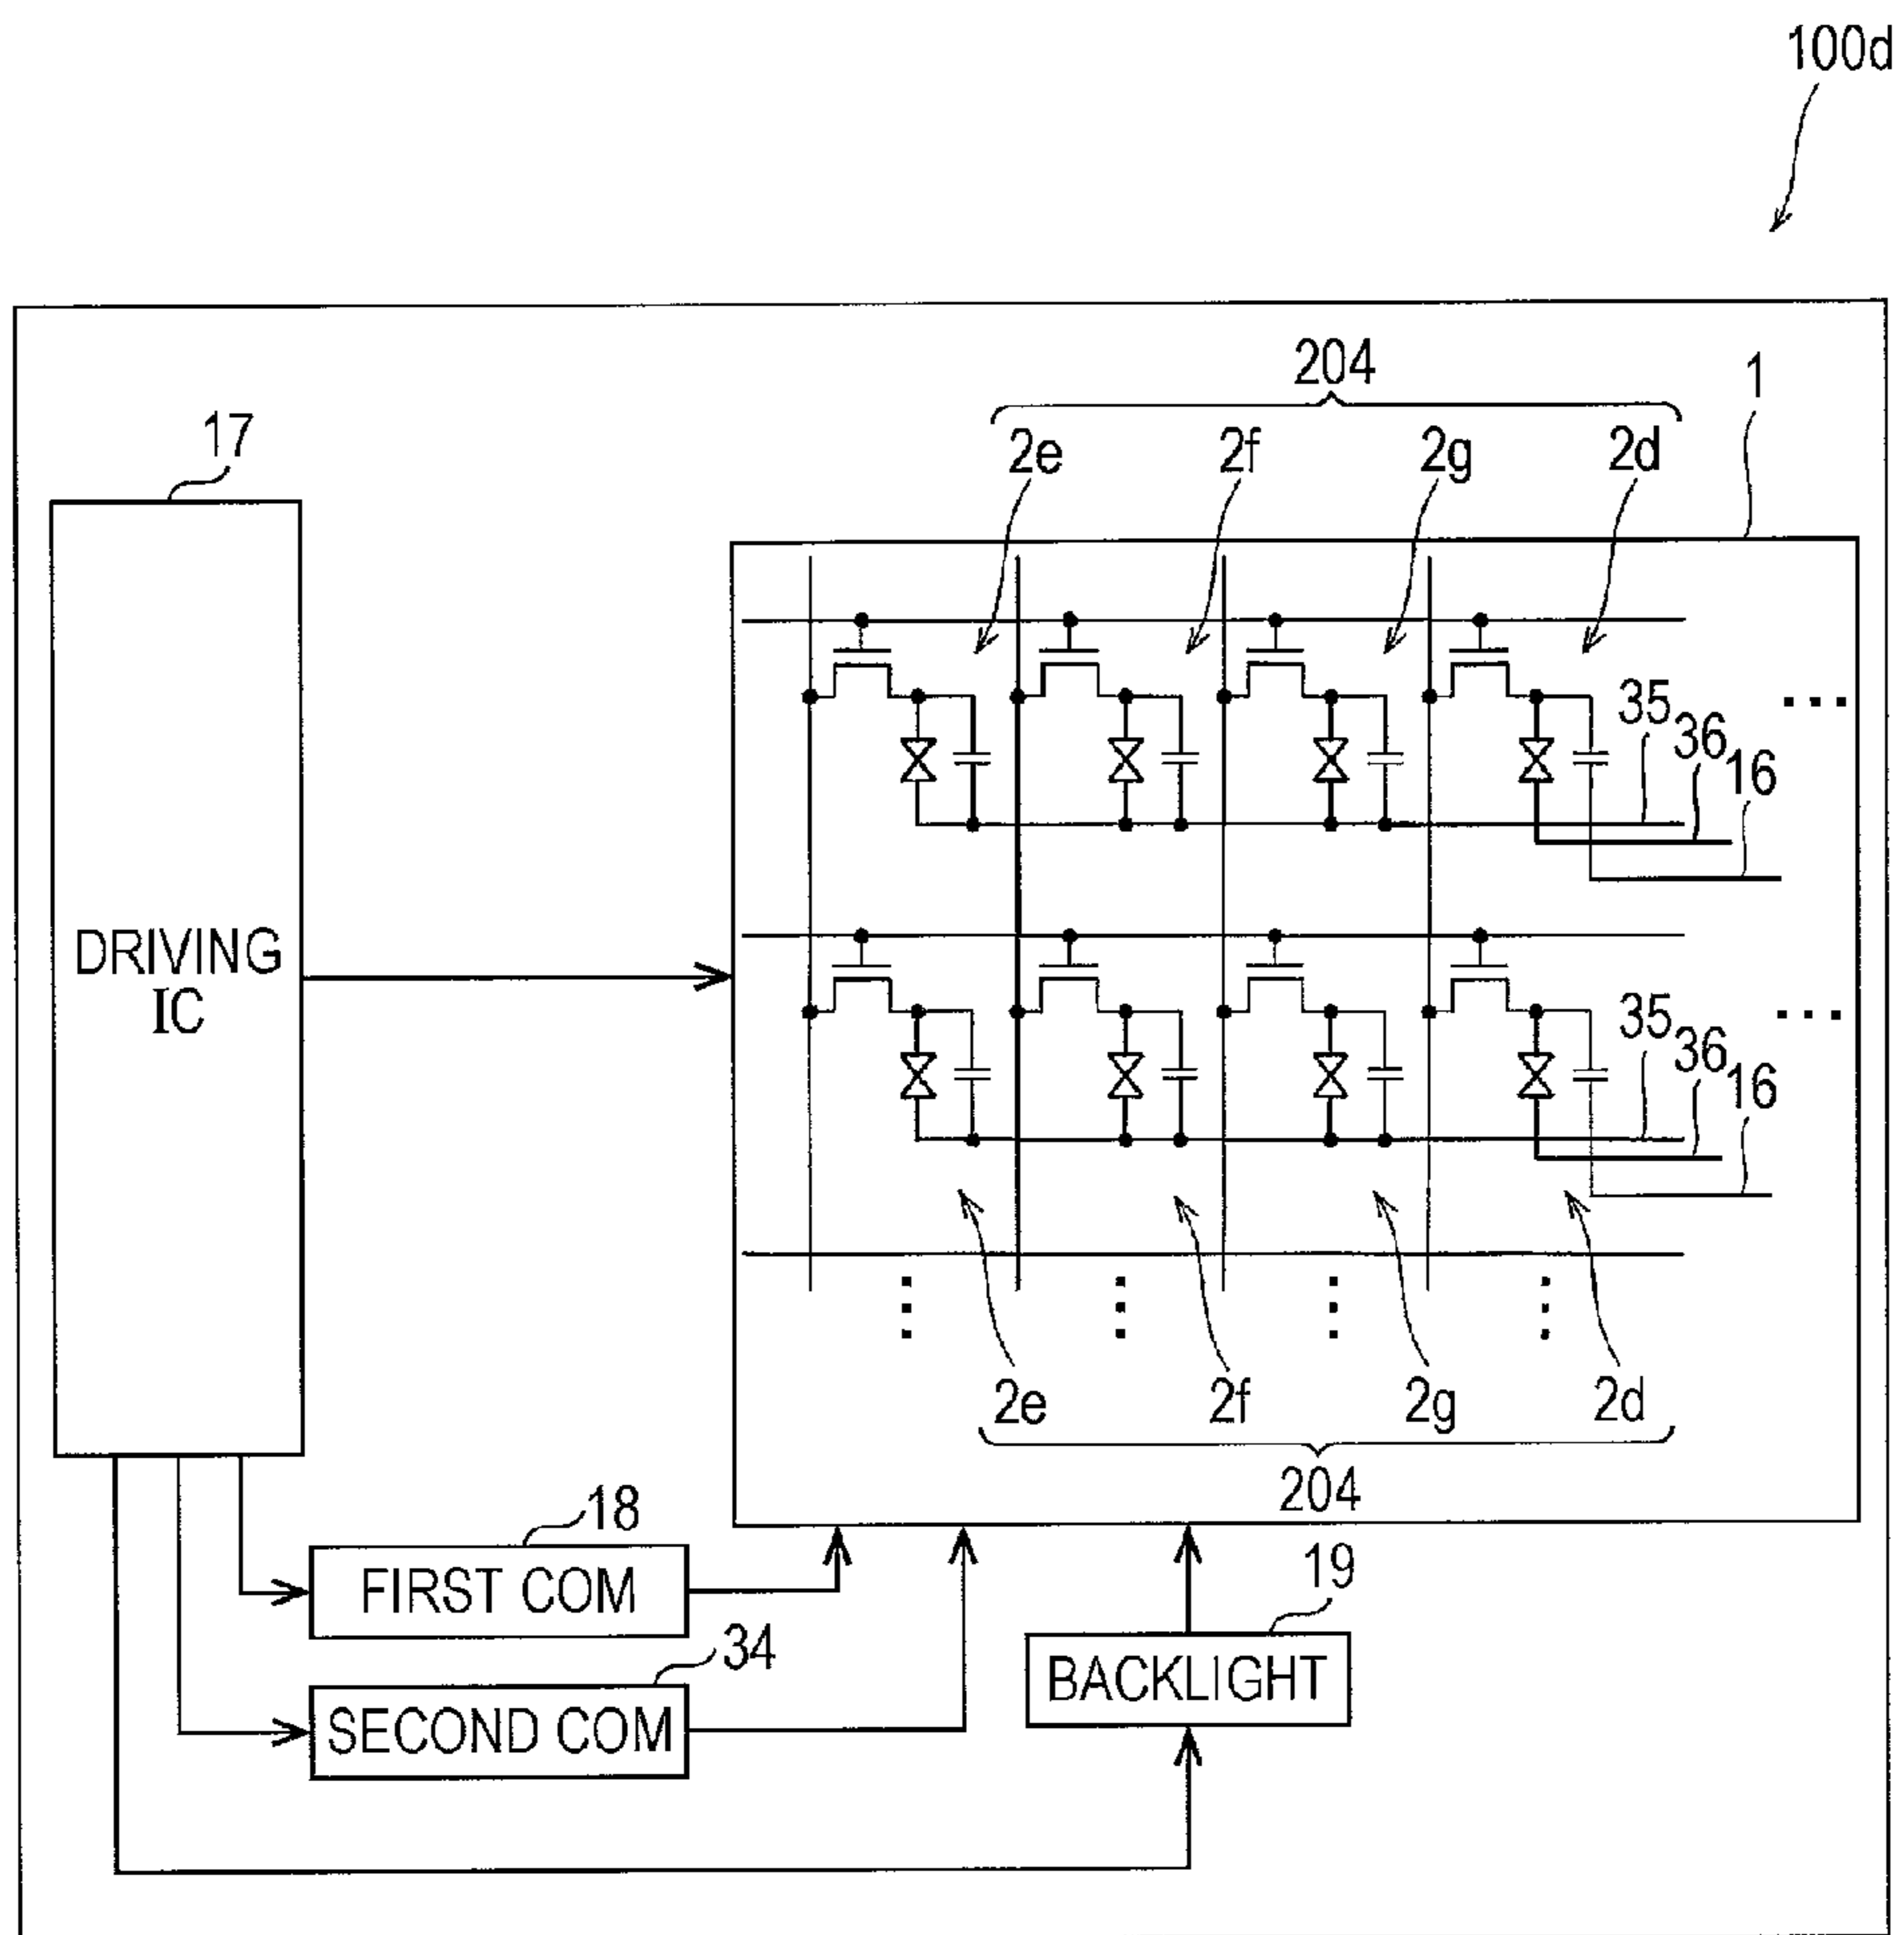 100d
204
1
17
2e 2f 2g 2d
35
36
16
DRIVING
IC
35
36
16
2e 2f 2g 2d
204
18
FIRST COM
19
34
BACKLIGHT
SECOND COM